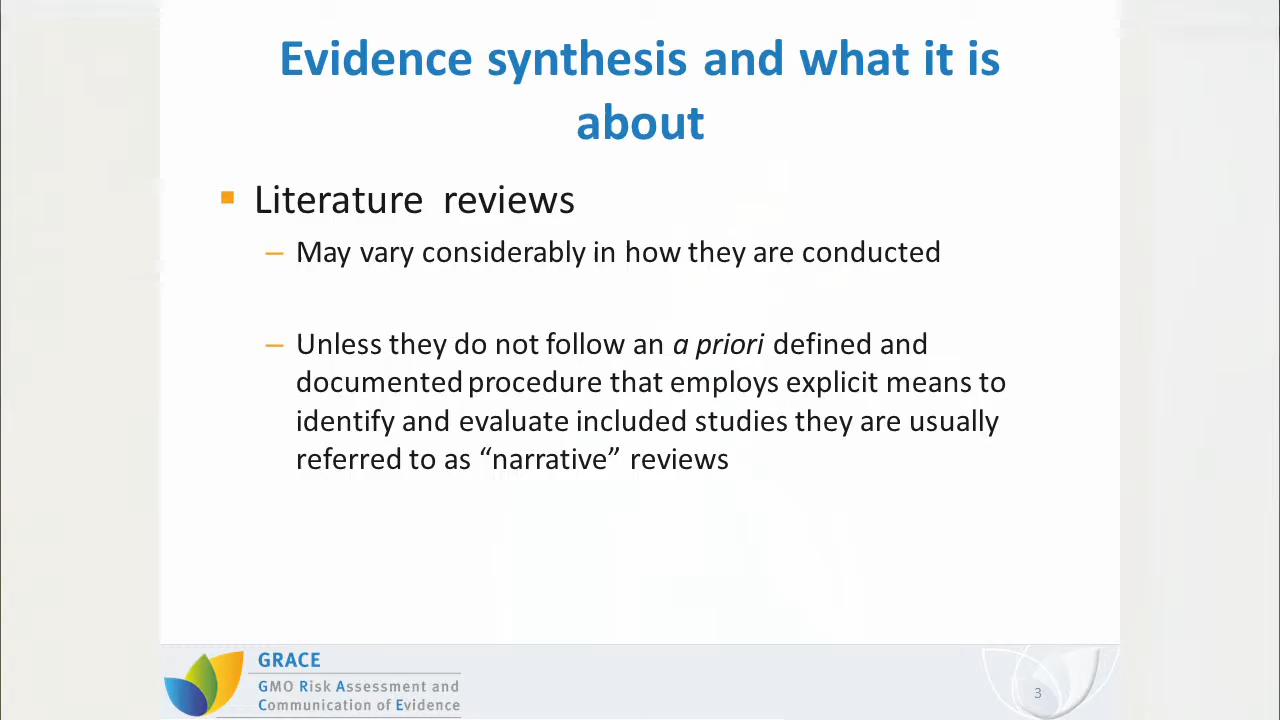 Evidence synthesis and what it is
about
Literature reviews
– May vary considerably in how they are conducted
– Unless they do not follow an a priori defined and
documented procedure that employs explicit means to
identify and evaluate included studies they are usually
referred to as “narrative” reviews
GRACE
GMO Risk Assessment and
Communication of Evidence
3